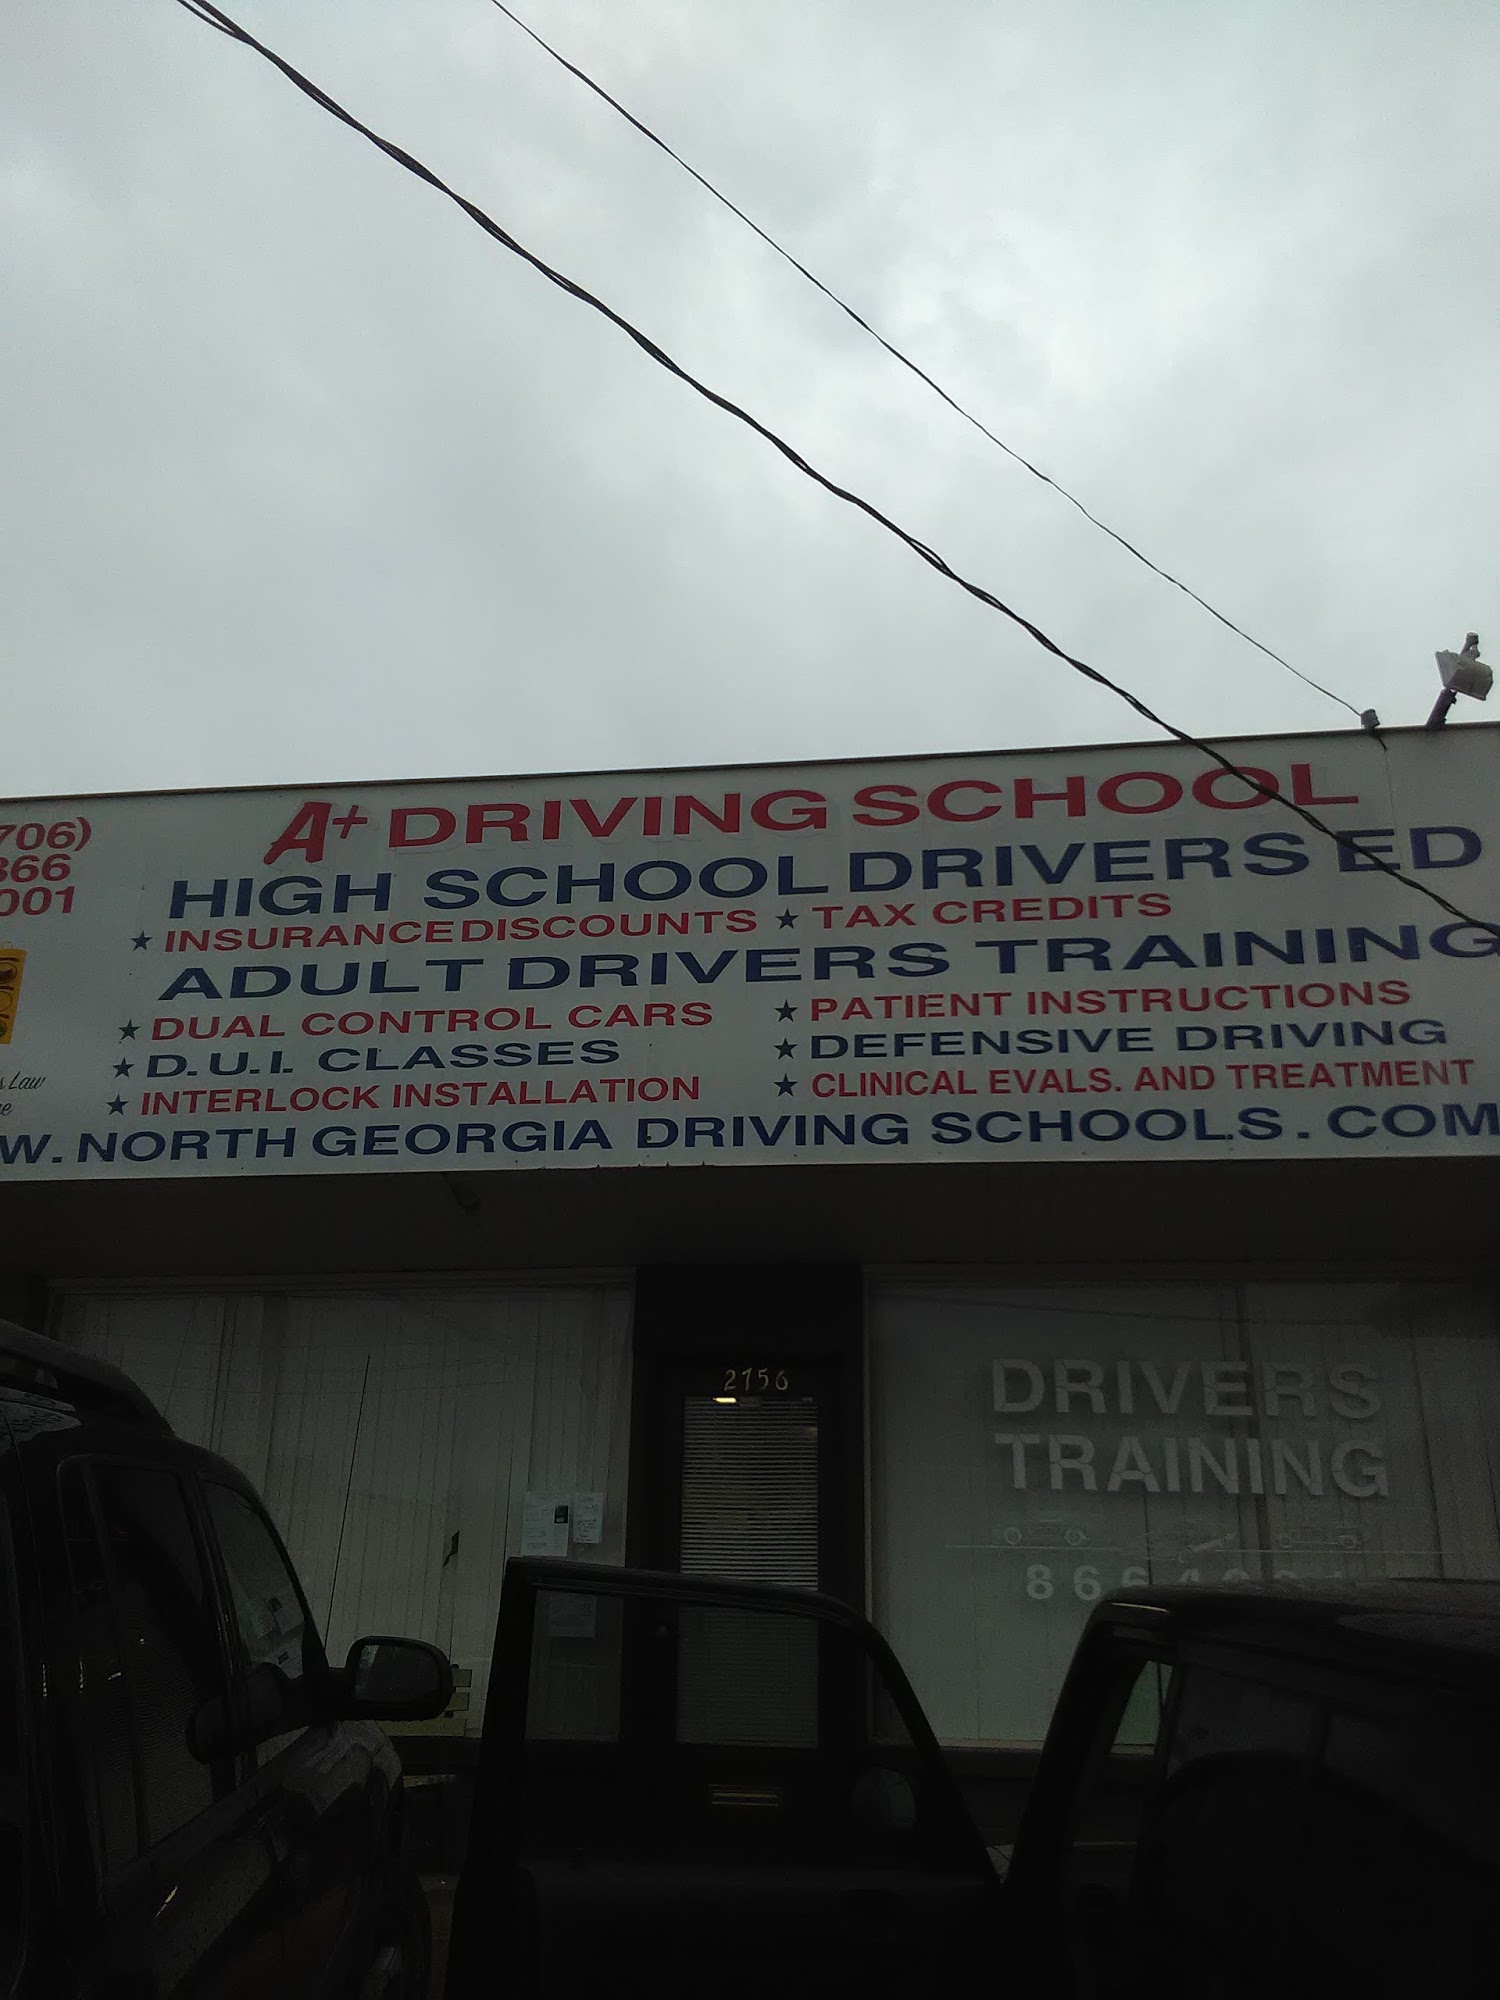 706)
866
001
A+ DRIVING SCHOOL
HIGH SCHOOL DRIVERS ED
★ INSURANCE DISCOUNTS ★ TAX CREDITS
ADULT DRIVERS TRAINING
★ DUAL CONTROL CARS ★ PATIENT INSTRUCTIONS
★ D.U.I. CLASSES ★ DEFENSIVE DRIVING
★ INTERLOCK INSTALLATION ★ CLINICAL EVALS. AND TREATMENT
Law
W. NORTH GEORGIA DRIVING SCHOOLS. COM
2756
DRIVERS
TRAINING
8664001